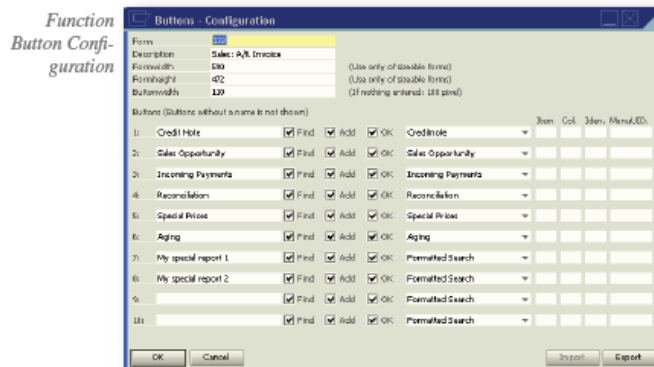 Function
Button Confi-
guration
Buttons - Configuration
Form
Description Sales: A/R Invoice
Formwidth 590 (Use only of sizeable forms)
Formheight 472 (Use only of sizeable forms)
Buttonwidth 110 (If nothing entered: 100 pixel)
Buttons (Buttons without a name is not shown)
Item Col. Iden. MenuUID.
1: Credit Note Find Add OK Creditnote
2: Sales Opportunity Find Add OK Sales Opportunity
3: Incoming Payments Find Add OK Incoming Payments
4: Reconciliation Find Add OK Reconciliation
5: Special Prices Find Add OK Special Prices
6: Aging Find Add OK Aging
7: My special report 1 Find Add OK Formatted Search
8: My special report 2 Find Add OK Formatted Search
9: Find Add OK Formatted Search
10: Find Add OK Formatted Search
OK Cancel Import Export